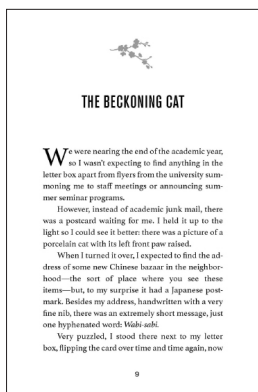 THE BECKONING CAT
We were nearing the end of the academic year,
so I wasn't expecting to find anything in the
letter box apart from flyers from the university sum-
moning me to staff meetings or announcing sum-
mer seminar programs.
However, instead of academic junk mail, there
was a postcard waiting for me. I held it up to the
light so I could see it better: there was a picture of a
porcelain cat with its left front paw raised.
When I turned it over, I expected to find the ad-
dress of some new Chinese bazaar in the neighbor-
hood—the sort of place where you see these
items—but, to my surprise it had a Japanese post-
mark. Besides my address, handwritten with a very
fine nib, there was an extremely short message, just
one hyphenated word: Wabi-sabi.
Very puzzled, I stood there next to my letter
box, flipping the card over time and time again, now
9